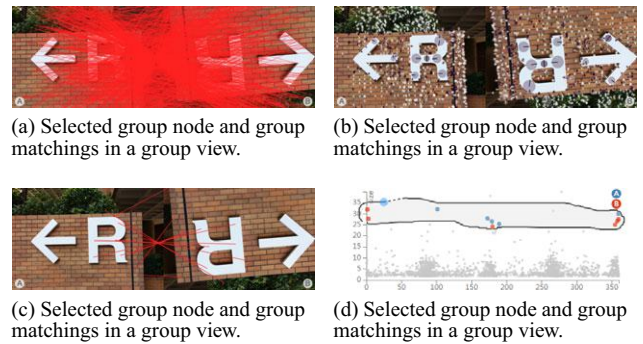 R
R
A
B
R
R
A
B
(a) Selected group node and group
matchings in a group view.
(b) Selected group node and group
matchings in a group view.
R
R
A
B
A
B
35
30
25
20
15
10
5
0
50
100
150
200
250
300
350
(c) Selected group node and group
matchings in a group view.
(d) Selected group node and group
matchings in a group view.